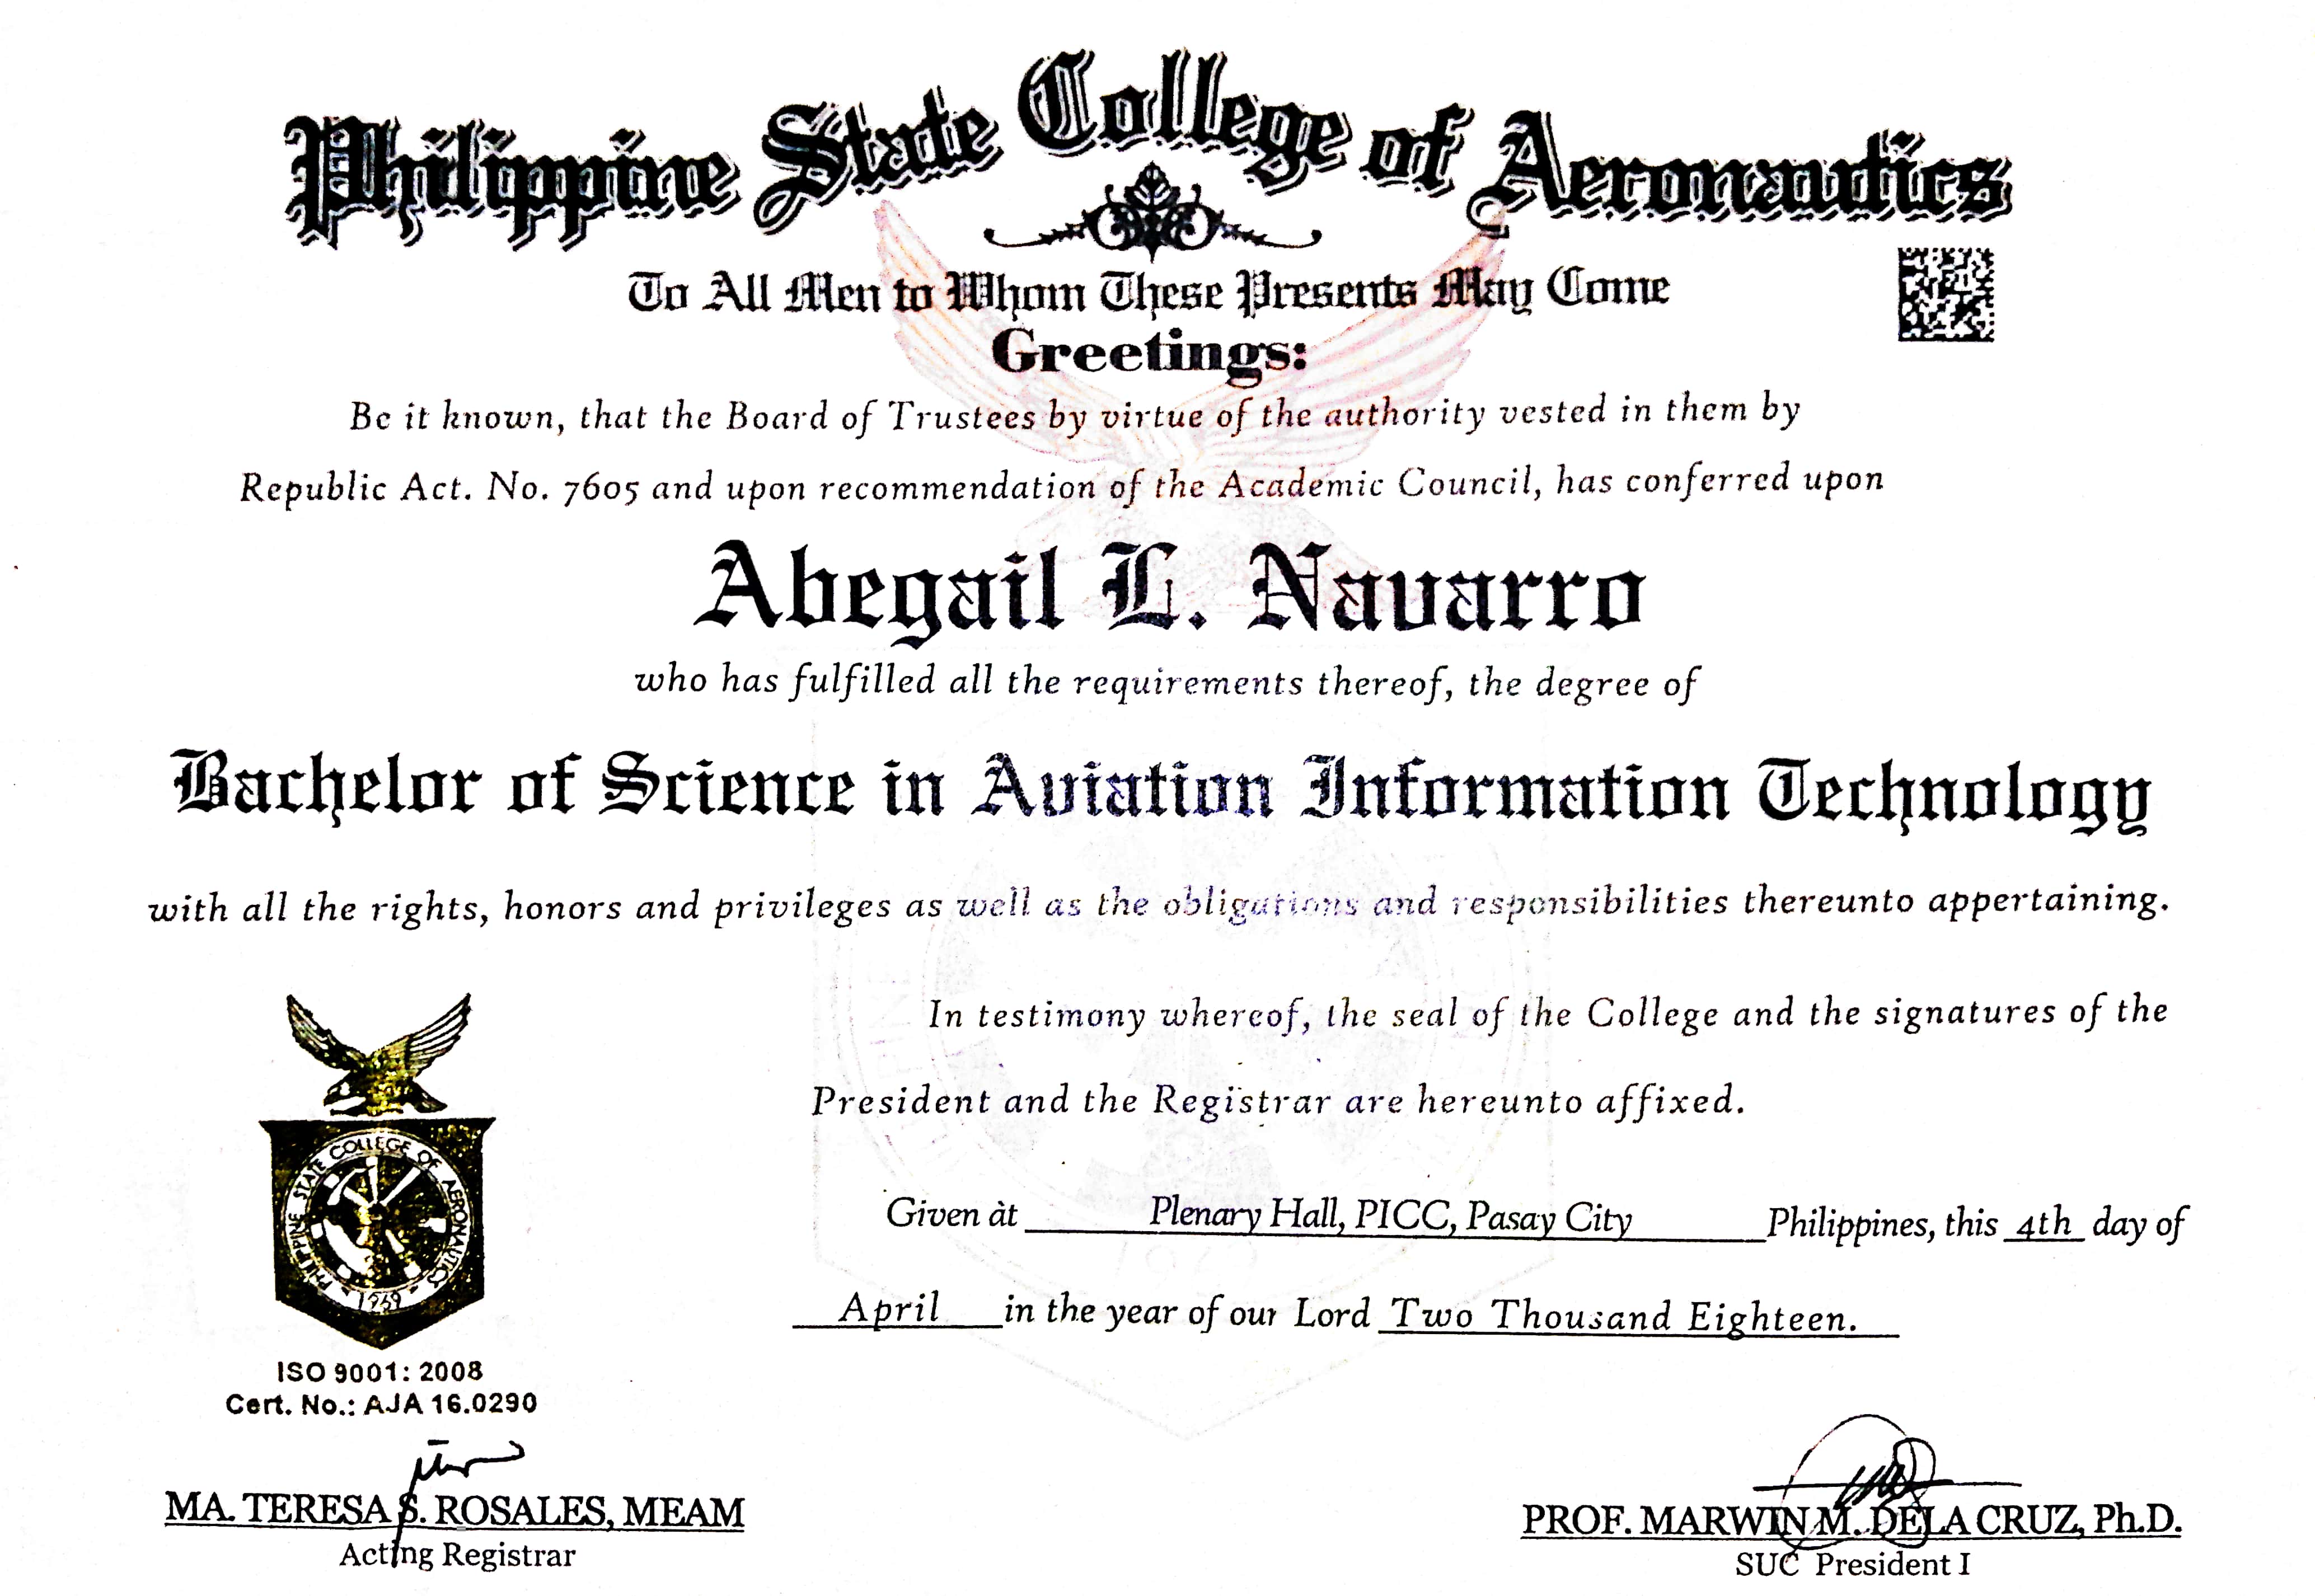 Philippine State College of Aeronautics
To All Men to Whom These Presents May Come
Greetings:
Be it known, that the Board of Trustees by virtue of the authority vested in them by
Republic Act. No. 7605 and upon recommendation of the Academic Council, has conferred upon
Abegail L. Navarro
who has fulfilled all the requirements thereof, the degree of
Bachelor of Science in Aviation Information Technology
with all the rights, honors and privileges as well as the obligations and responsibilities thereunto appertaining.
In testimony whereof, the seal of the College and the signatures of the
President and the Registrar are hereunto affixed.
Given at Plenary Hall, PICC, Pasay City Philippines, this 4th day of
April in the year of our Lord Two Thousand Eighteen.
PHILIPPINE STATE COLLEGE OF AERONAUTICS
1969
ISO 9001: 2008
Cert. No.: AJA 16.0290
MA. TERESA S. ROSALES, MEAM
Acting Registrar
PROF. MARWIN M. DELA CRUZ, Ph.D.
SUC President I